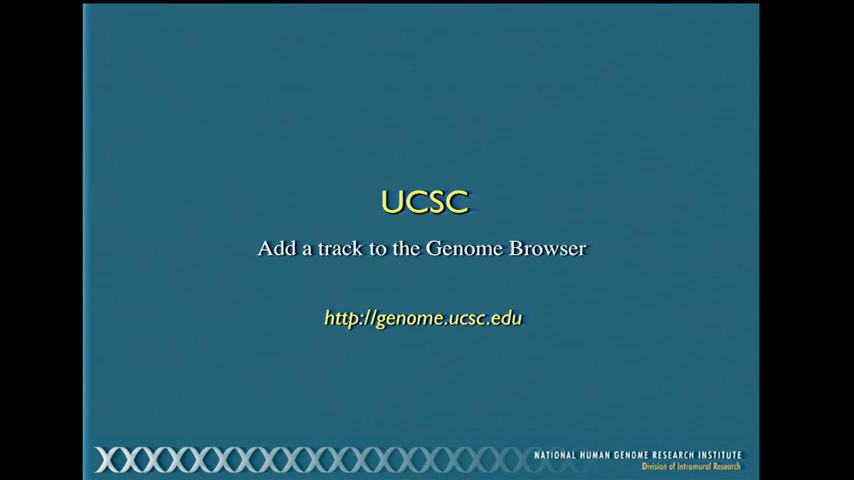 UCSC
Add a track to the Genome Browser
http://genome.ucsc.edu
NATIONAL HUMAN GENOME RESEARCH INSTITUTE
Division of Intramural Research